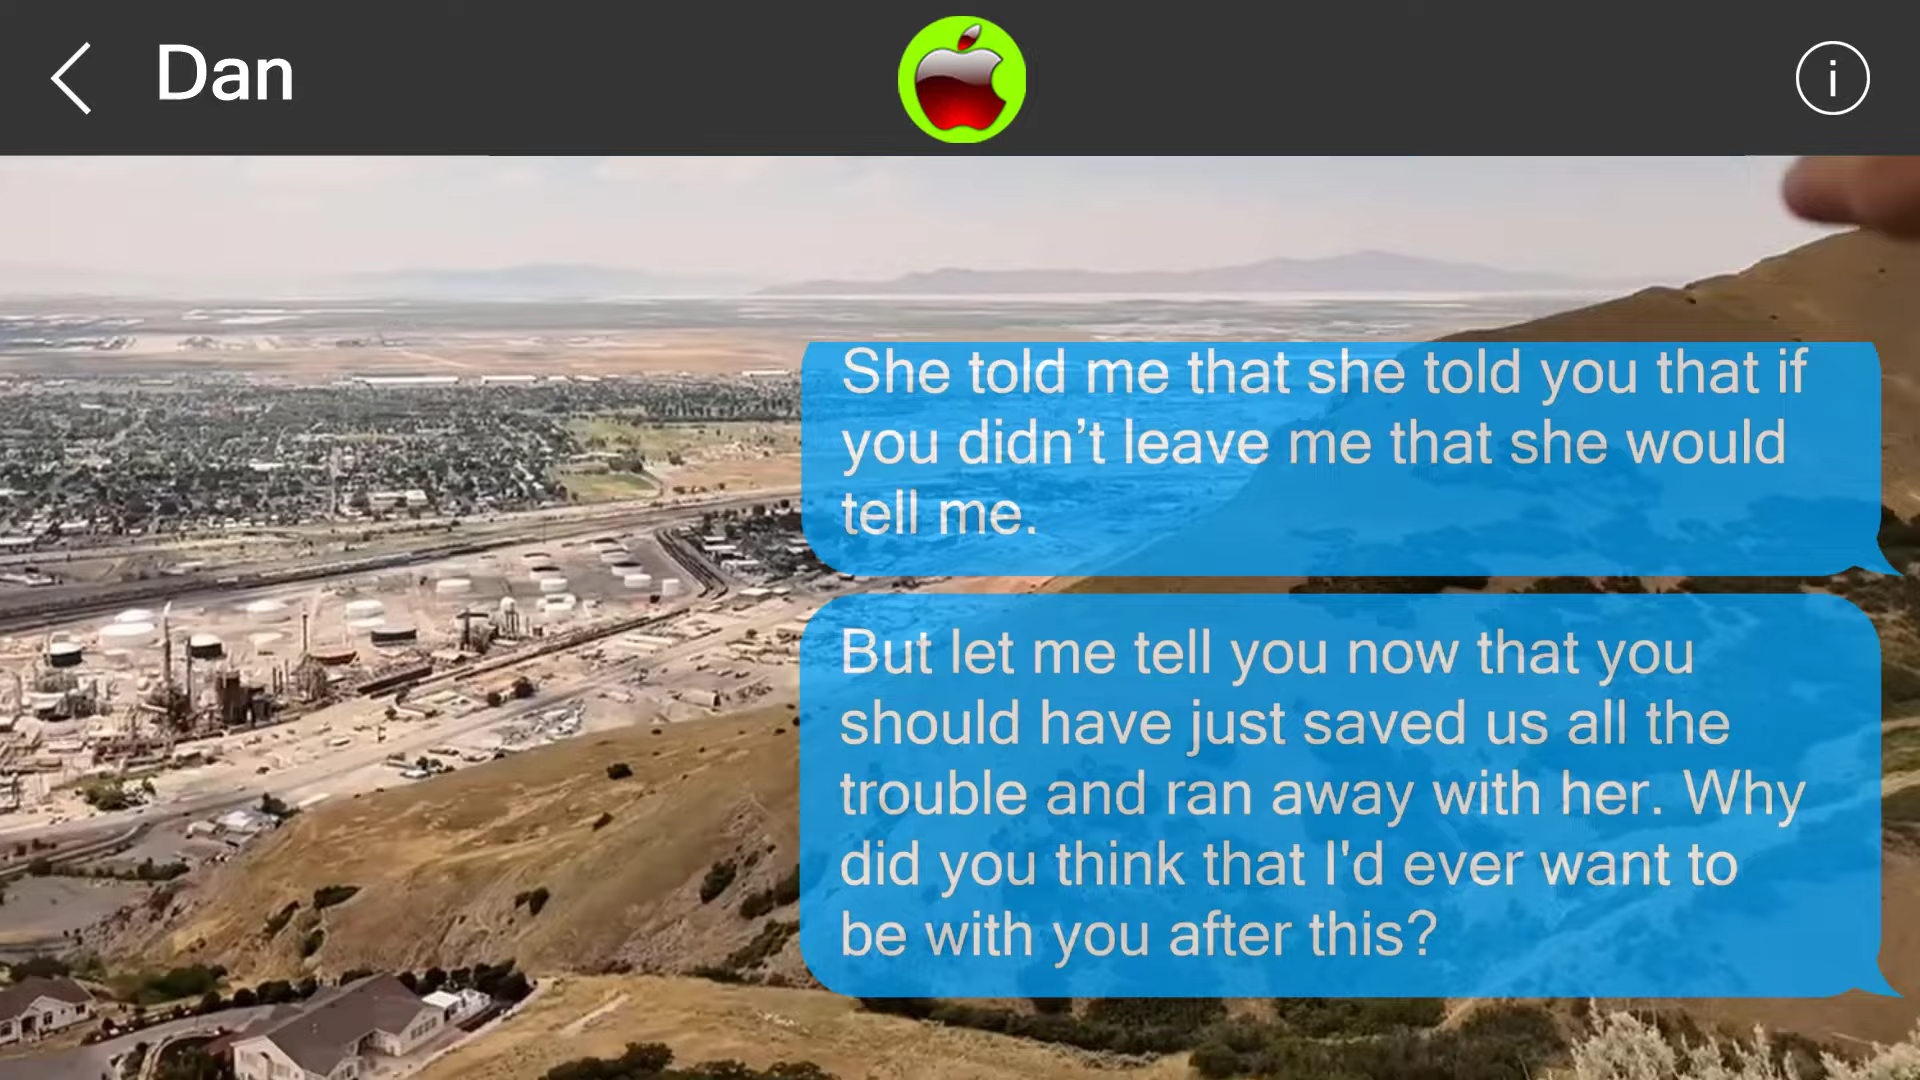 Dan
She told me that she told you that if
you didn’t leave me that she would
tell me.
But let me tell you now that you
should have just saved us all the
trouble and ran away with her. Why
did you think that I'd ever want to
be with you after this?